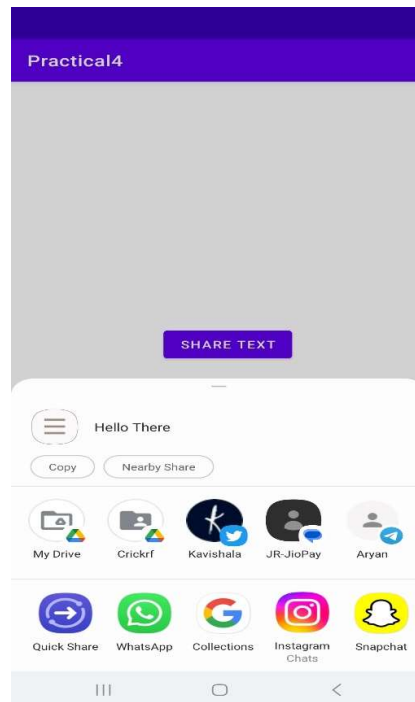 Practical4
SHARE TEXT
Hello There
Copy Nearby Share
My Drive Crickrf Kavishala JR-JioPay Aryan
Quick Share WhatsApp Collections Instagram Snapchat
Chats